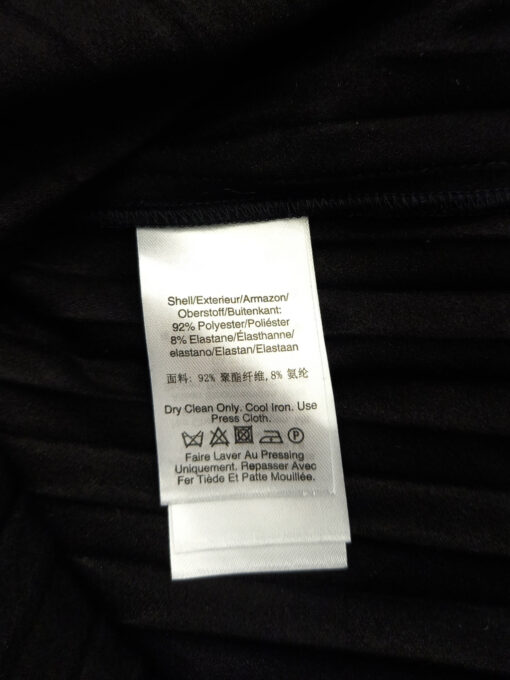 Shell/Exterieur/Armazon/
Oberstoff/Buitenkant:
92% Polyester/Poliéster
8% Elastane/Élasthanne/
elastano/Elastan/Elastaan
面料: 92% 聚酯纤维,8% 氨纶
Dry Clean Only. Cool Iron. Use
Press Cloth.
P
Faire Laver Au Pressing
Uniquement. Repasser Avec
Fer Tiède Et Patte Mouillée.